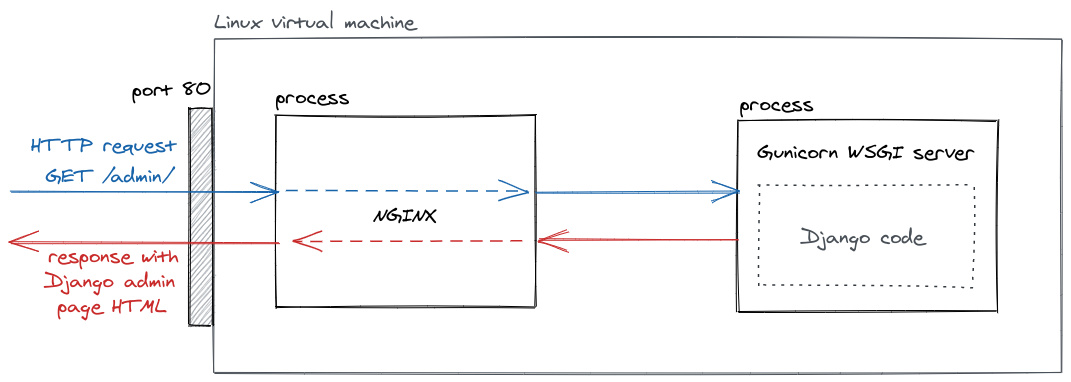 Linux virtual machine
port 80
process
process
HTTP request
GET /admin/
Gunicorn WSGI server
NGINX
Django code
response with
Django admin
page HTML